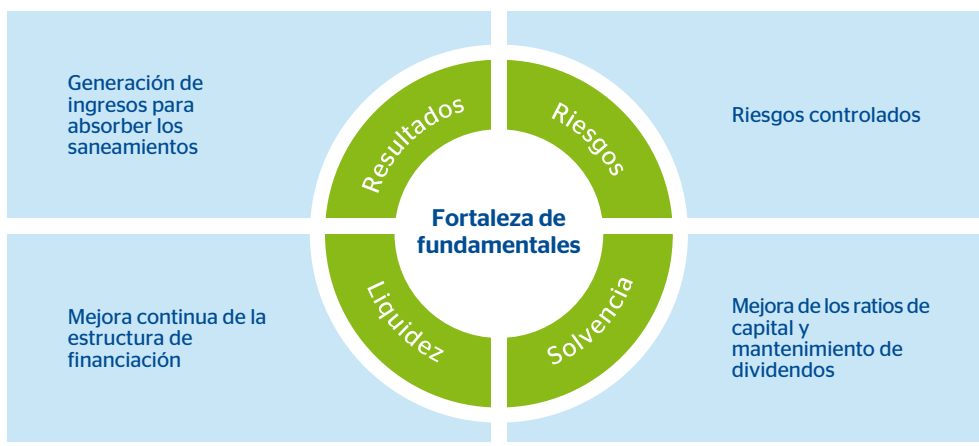 Generación de
ingresos para
absorber los
saneamientos
Resultados
Riesgos
Riesgos controlados
Fortaleza de
fundamentales
Mejora continua de la
estructura de
financiación
Liquidez
Solvencia
Mejora de los ratios de
capital y
mantenimiento de
dividendos